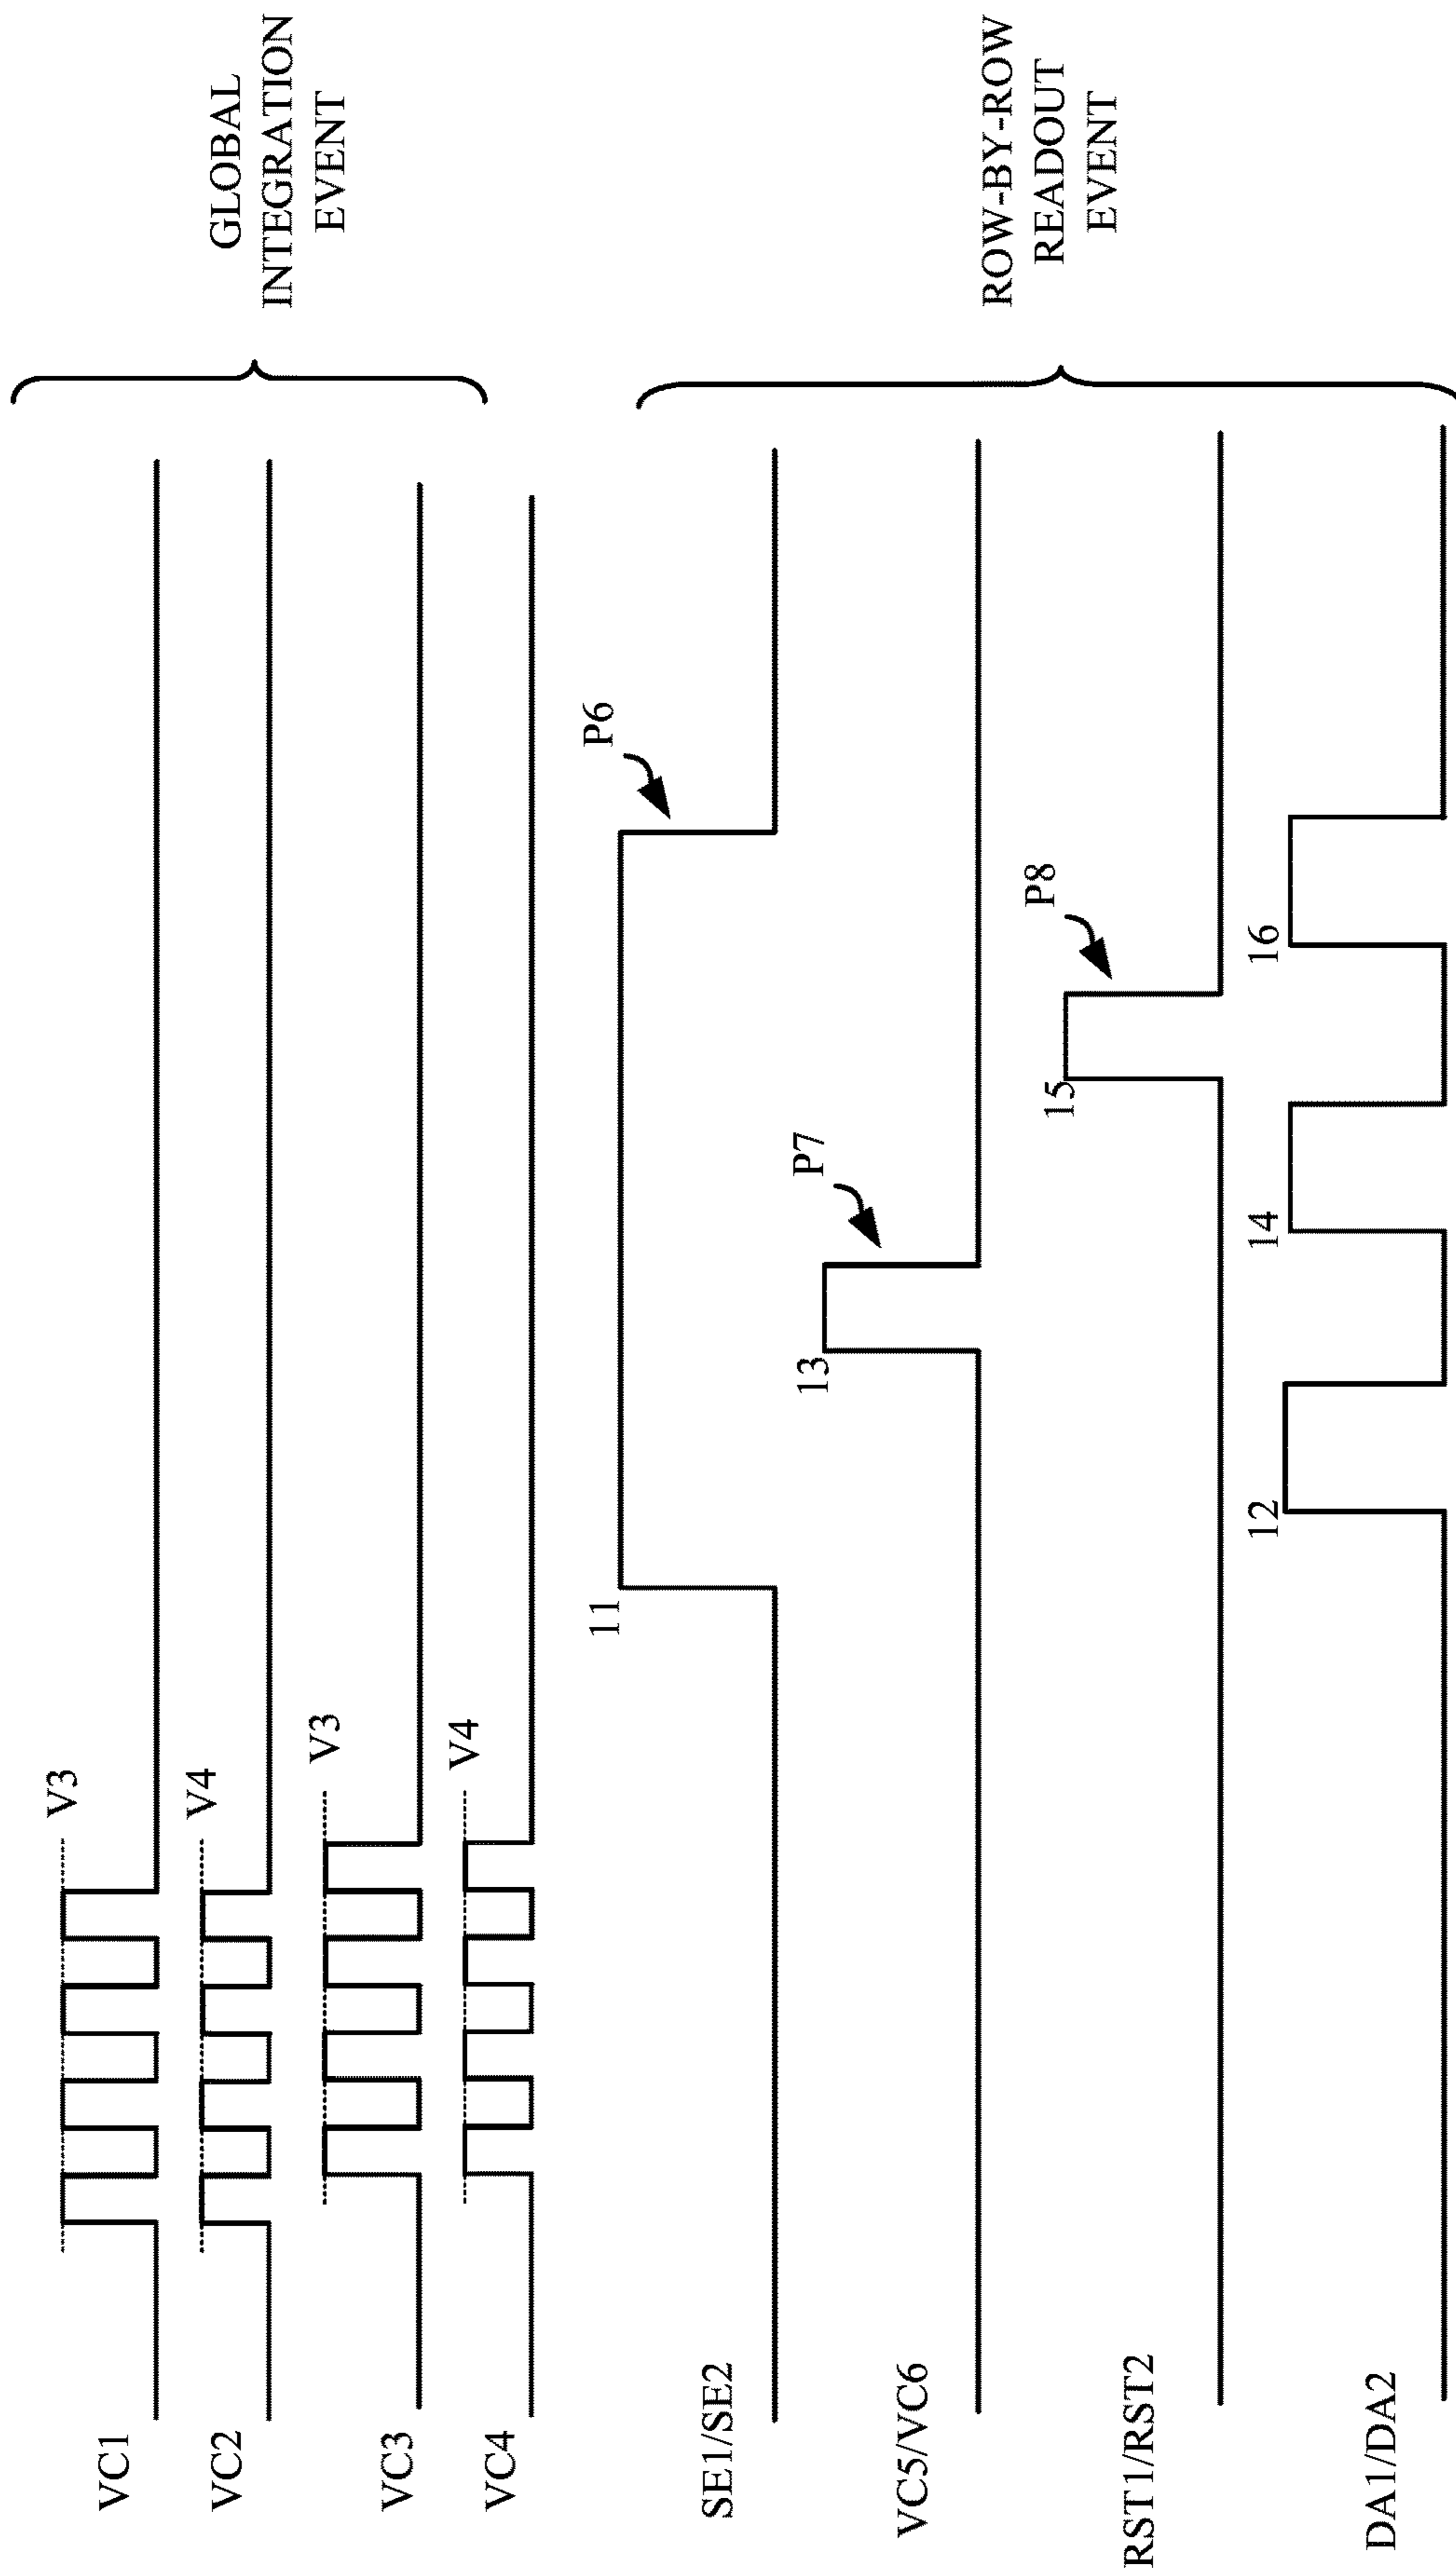 VC1
V3
VC2
V4
VC3
V3
VC4
V4
GLOBAL
INTEGRATION
EVENT
SE1/SE2
11
P6
VC5/VC6
13
P7
RST1/RST2
15
P8
DA1/DA2
12
14
16
ROW-BY-ROW
READOUT
EVENT